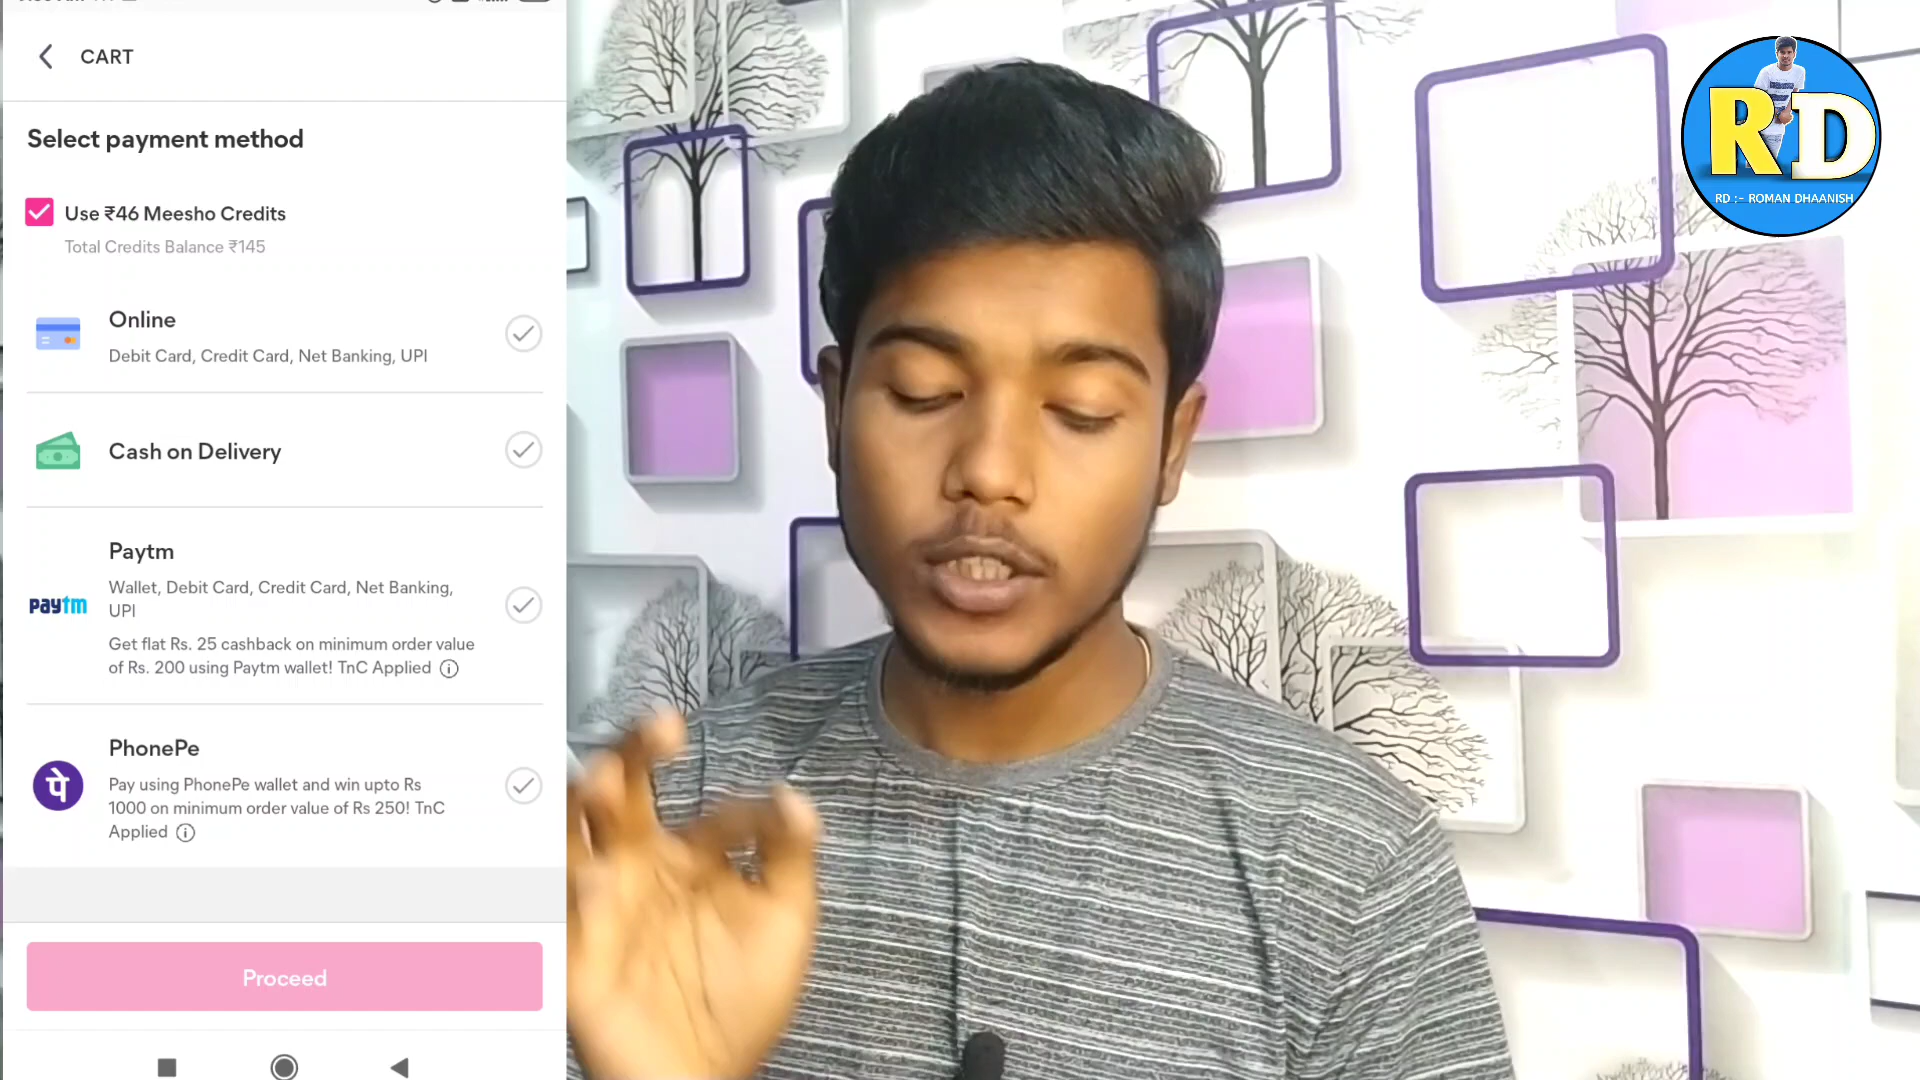 CART
Select payment method
Use ₹46 Meesho Credits
Total Credits Balance ₹145
Online
Debit Card, Credit Card, Net Banking, UPI
Cash on Delivery
Paytm
paytm
Wallet, Debit Card, Credit Card, Net Banking,
UPI
Get flat Rs. 25 cashback on minimum order value
of Rs. 200 using Paytm wallet! TnC Applied
PhonePe
पे
Pay using PhonePe wallet and win upto Rs
1000 on minimum order value of Rs 250! TnC
Applied
Proceed
RD
RD :- ROMAN DHAANISH